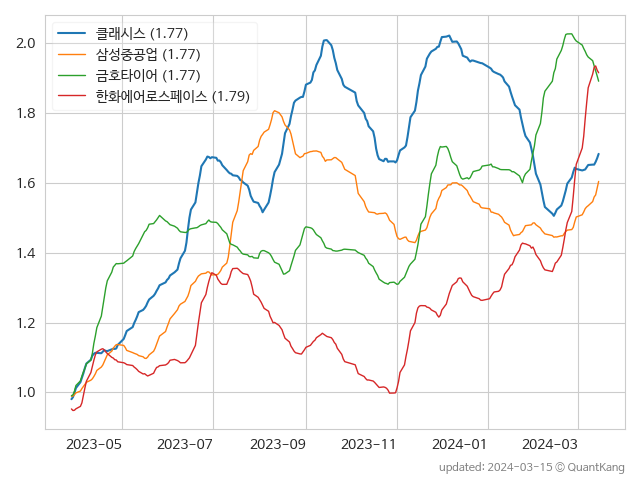 클래시스 (1.77)
삼성중공업 (1.77)
금호타이어 (1.77)
한화에어로스페이스 (1.79)
2.0
1.8
1.6
1.4
1.2
1.0
2023-05 2023-07 2023-09 2023-11 2024-01 2024-03
updated: 2024-03-15 © QuantKang